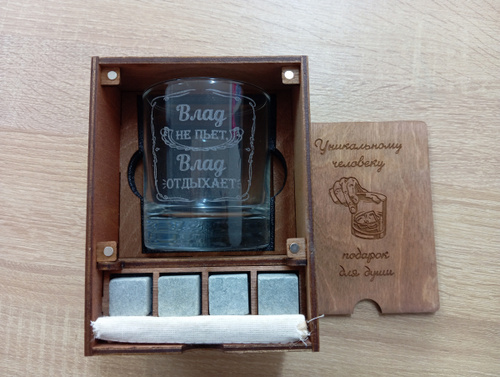 Влад
НЕ ПЬЕТ,
Влад
ОТДЫХАЕТ
Уникальному
человеку
подарок
для души